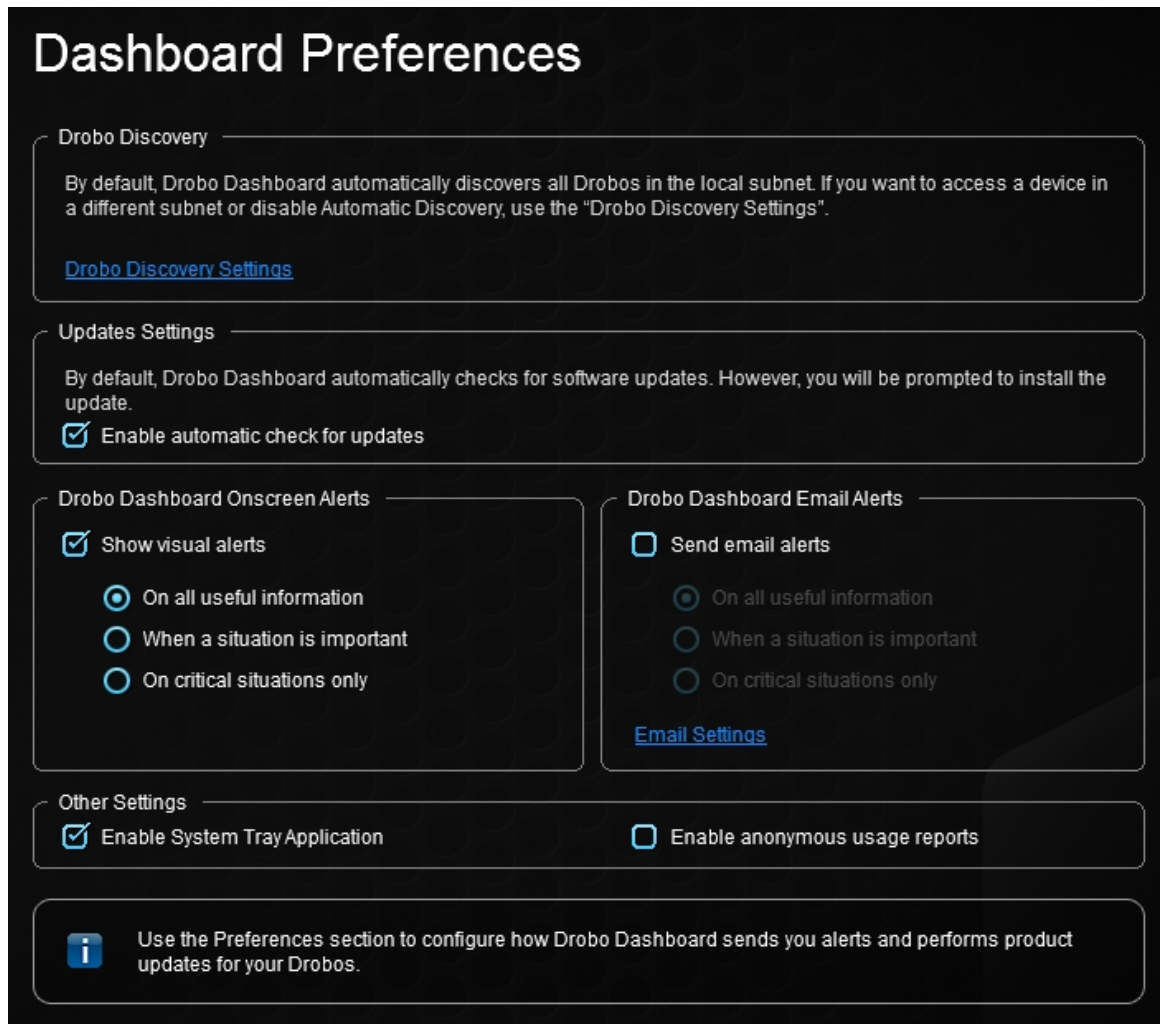 Dashboard Preferences
Drobo Discovery
By default, Drobo Dashboard automatically discovers all Drobos in the local subnet. If you want to access a device in
a different subnet or disable Automatic Discovery, use the “Drobo Discovery Settings”.
Drobo Discovery Settings
Updates Settings
By default, Drobo Dashboard automatically checks for software updates. However, you will be prompted to install the
update.
Enable automatic check for updates
Drobo Dashboard Onscreen Alerts
Show visual alerts
On all useful information
When a situation is important
On critical situations only
Drobo Dashboard Email Alerts
Send email alerts
On all useful information
When a situation is important
On critical situations only
Email Settings
Other Settings
Enable System Tray Application
Enable anonymous usage reports
Use the Preferences section to configure how Drobo Dashboard sends you alerts and performs product
updates for your Drobos.